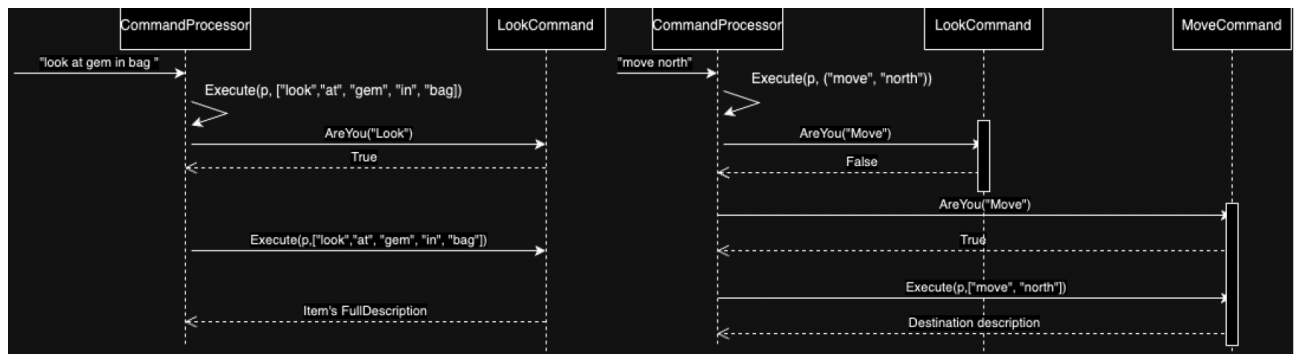 CommandProcessor
LookCommand
"look at gem in bag "
Execute(p, ["look","at", "gem", "in", "bag])
AreYou("Look")
True
Execute(p,["look","at", "gem", "in", "bag"])
Item's FullDescription
CommandProcessor
LookCommand
MoveCommand
"move north"
Execute(p, ("move", "north"))
AreYou("Move")
False
AreYou("Move")
True
Execute(p,["move", "north"])
Destination description